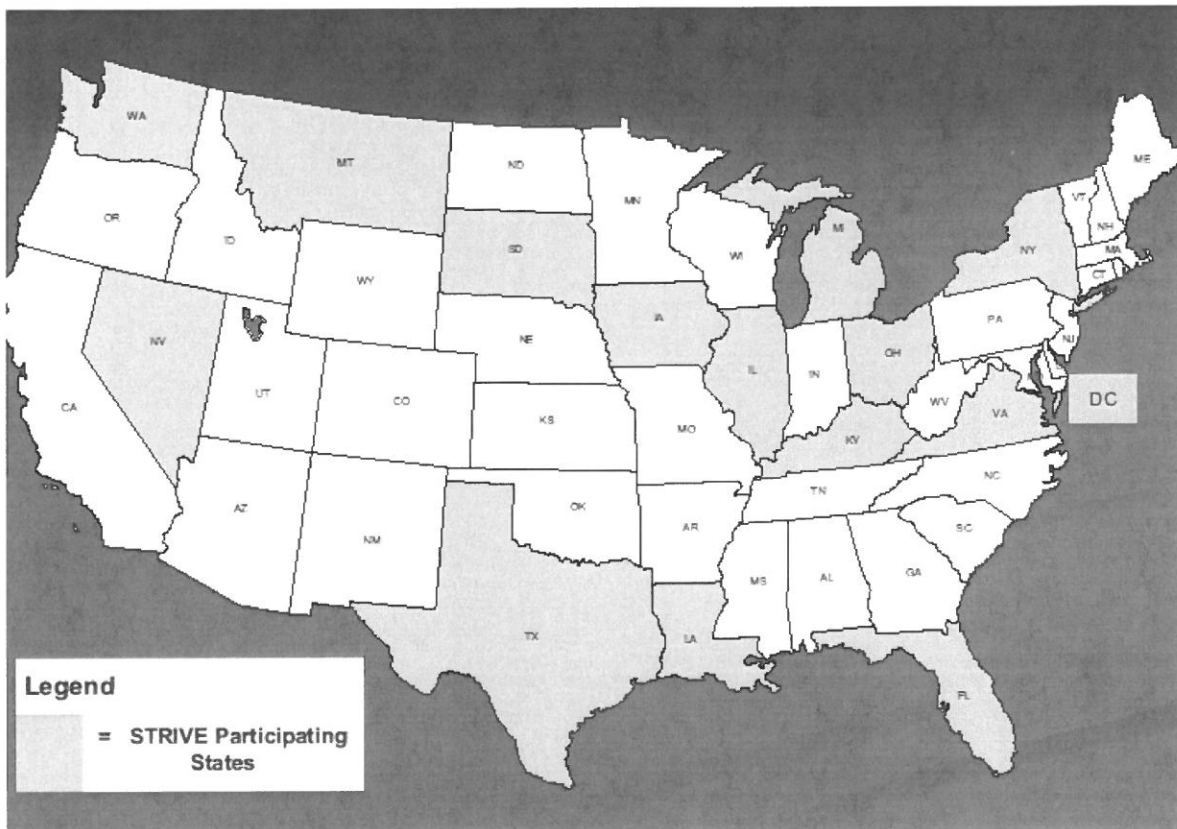 WA
MT
ND
MN
ME
VT
NH
OR
ID
SD
WI
MI
NY
MA
CT
WY
IA
PA
NV
NE
NJ
IL
IN
OH
UT
CO
WV
VA
DC
CA
KS
MO
KY
AZ
NM
OK
AR
TN
NC
SC
MS
AL
GA
TX
LA
FL
Legend
= STRIVE Participating
States